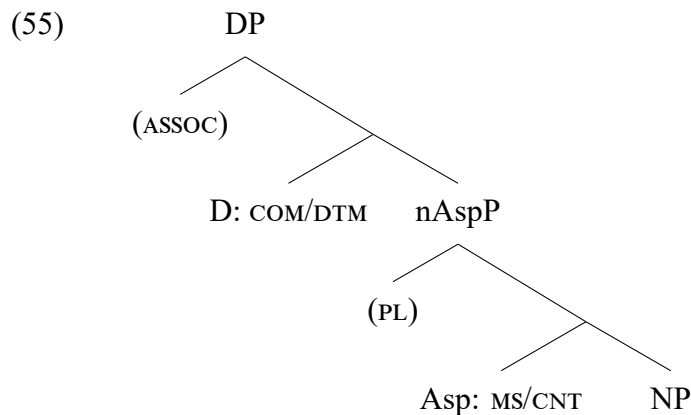 (55) DP
(ASSOC)
D: COM/DTM nAspP
(PL)
Asp: MS/CNT NP